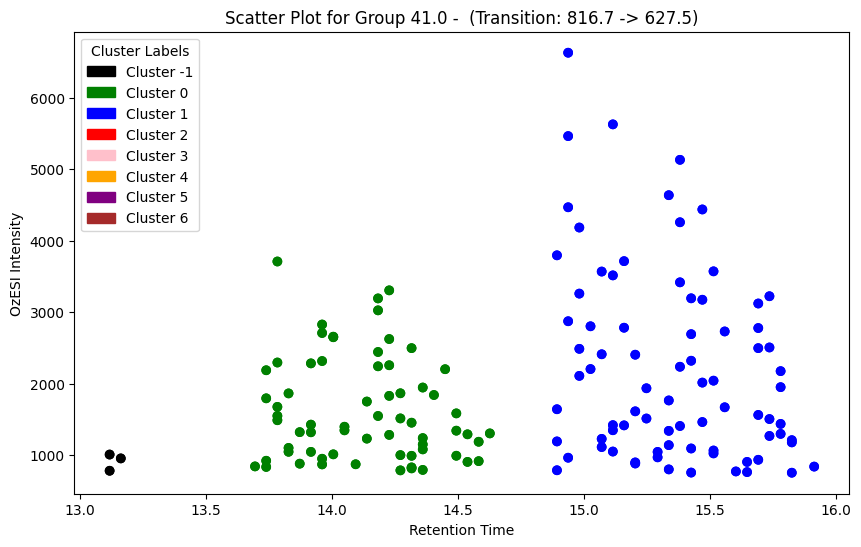 Scatter Plot for Group 41.0 -  (Transition: 816.7 -> 627.5)
Cluster Labels
Cluster -1
Cluster 0
Cluster 1
Cluster 2
Cluster 3
Cluster 4
Cluster 5
Cluster 6
OzESI Intensity
6000
5000
4000
3000
2000
1000
13.0 13.5 14.0 14.5 15.0 15.5 16.0
Retention Time